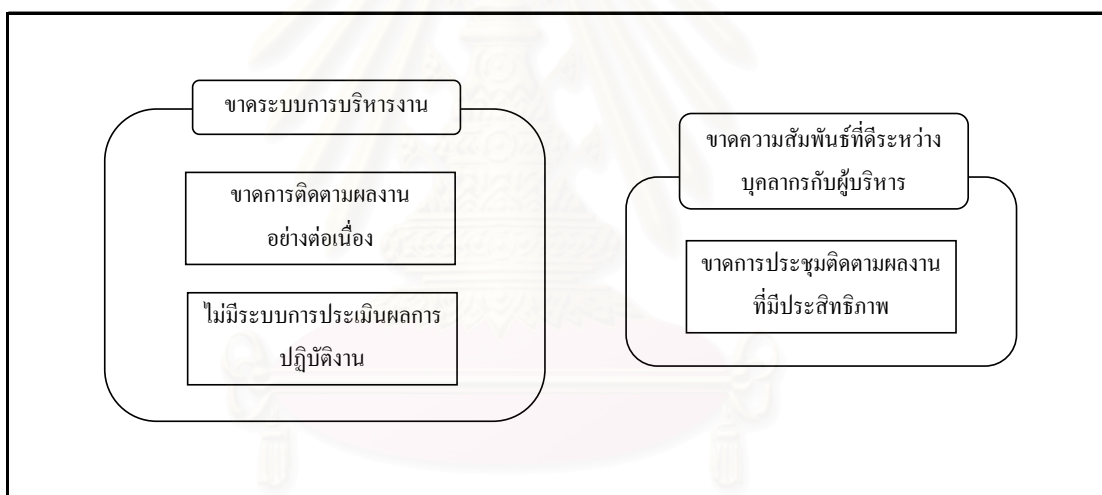 ขาดระบบการบริหารงาน
ขาดการติดตามผลงาน
อย่างต่อเนื่อง
ไม่มีระบบการประเมินผลการ
ปฏิบัติงาน
ขาดความสัมพันธ์ที่ดีระหว่าง
บุคลากรกับผู้บริหาร
ขาดการประชุมติดตามผลงาน
ที่มีประสิทธิภาพ